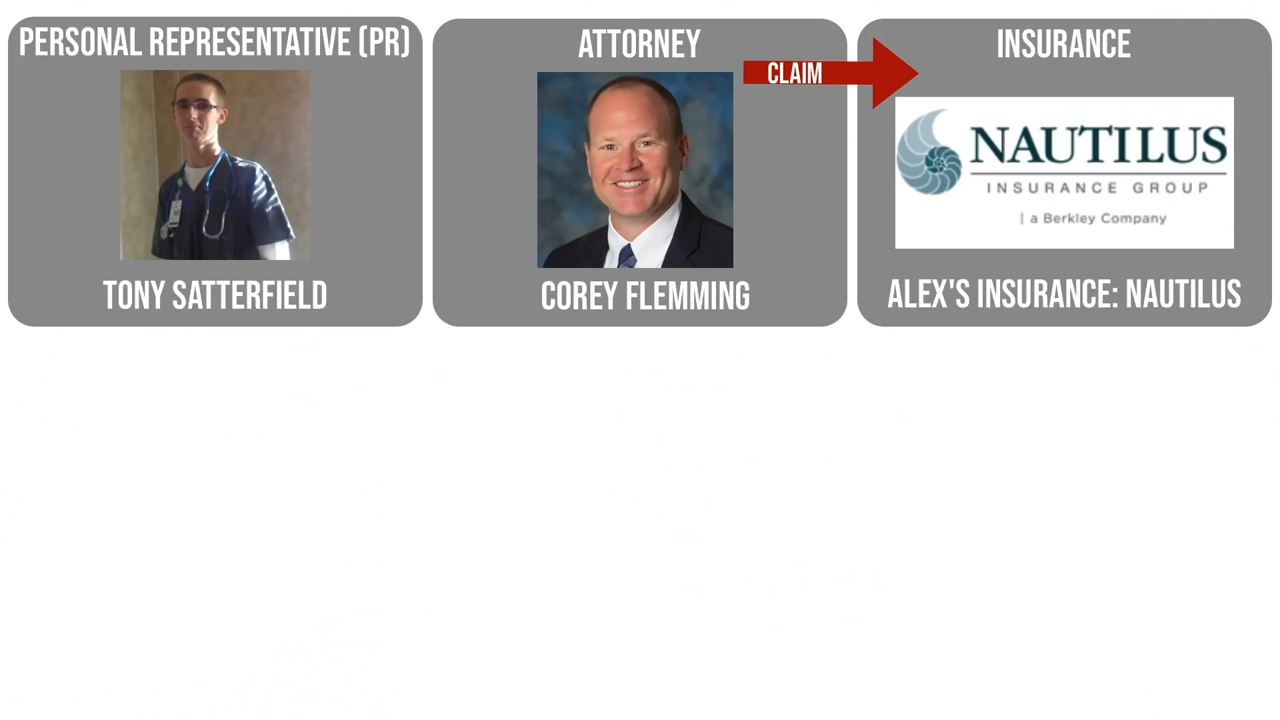 PERSONAL REPRESENTATIVE (PR)
TONY SATTERFIELD
ATTORNEY
COREY FLEMMING
CLAIM
INSURANCE
NAUTILUS
INSURANCE GROUP
| a Berkley Company
ALEX'S INSURANCE: NAUTILUS